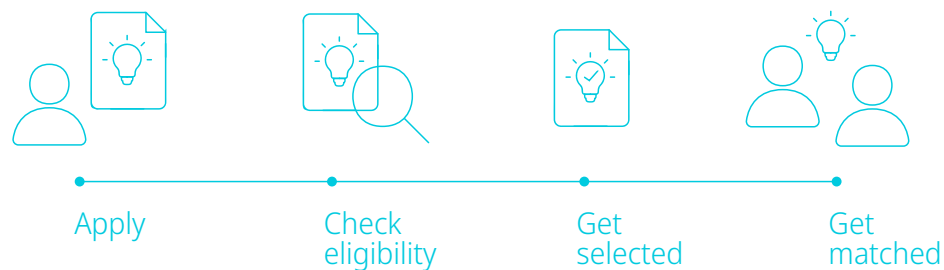 Apply
Check
eligibility
Get
selected
Get
matched